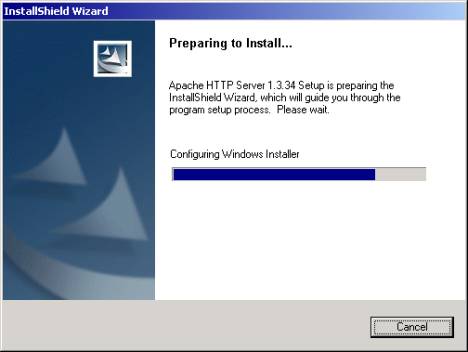 InstallShield Wizard
Preparing to Install...
Apache HTTP Server 1.3.34 Setup is preparing the
InstallShield Wizard, which will guide you through the
program setup process.  Please wait.
Configuring Windows Installer
Cancel